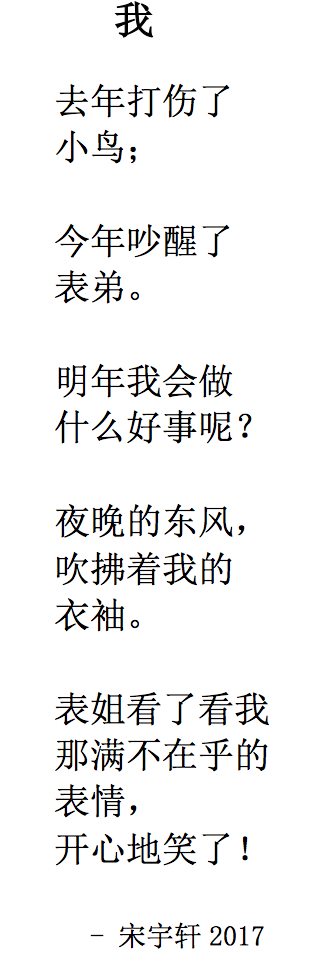 我
去年打伤了
小鸟；
今年吵醒了
表弟。
明年我会做
什么好事呢？
夜晚的东风，
吹拂着我的
衣袖。
表姐看了看我
那满不在乎的
表情，
开心地笑了！
- 宋宇轩 2017